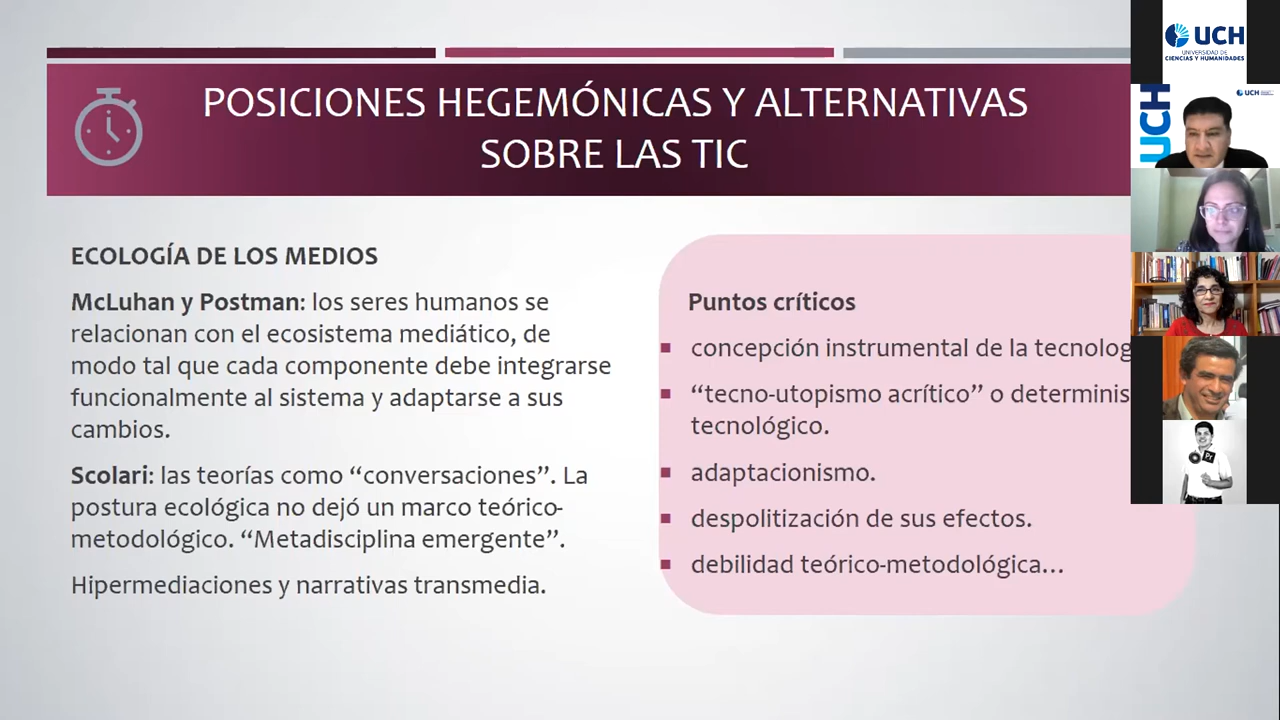 POSICIONES HEGEMÓNICAS Y ALTERNATIVAS
SOBRE LAS TIC
ECOLOGÍA DE LOS MEDIOS
McLuhan y Postman: los seres humanos se
relacionan con el ecosistema mediático, de
modo tal que cada componente debe integrarse
funcionalmente al sistema y adaptarse a sus
cambios.
Scolari: las teorías como “conversaciones”. La
postura ecológica no dejó un marco teórico-
metodológico. “Metadisciplina emergente”.
Hipermediaciones y narrativas transmedia.
Puntos críticos
concepción instrumental de la tecnolog
“tecno-utopismo acrítico” o determinis
tecnológico.
adaptacionismo.
despolitización de sus efectos.
debilidad teórico-metodológica...
UCH
UNIVERSIDAD DE
CIENCIAS Y HUMANIDADES
UCH
UCH
Pr